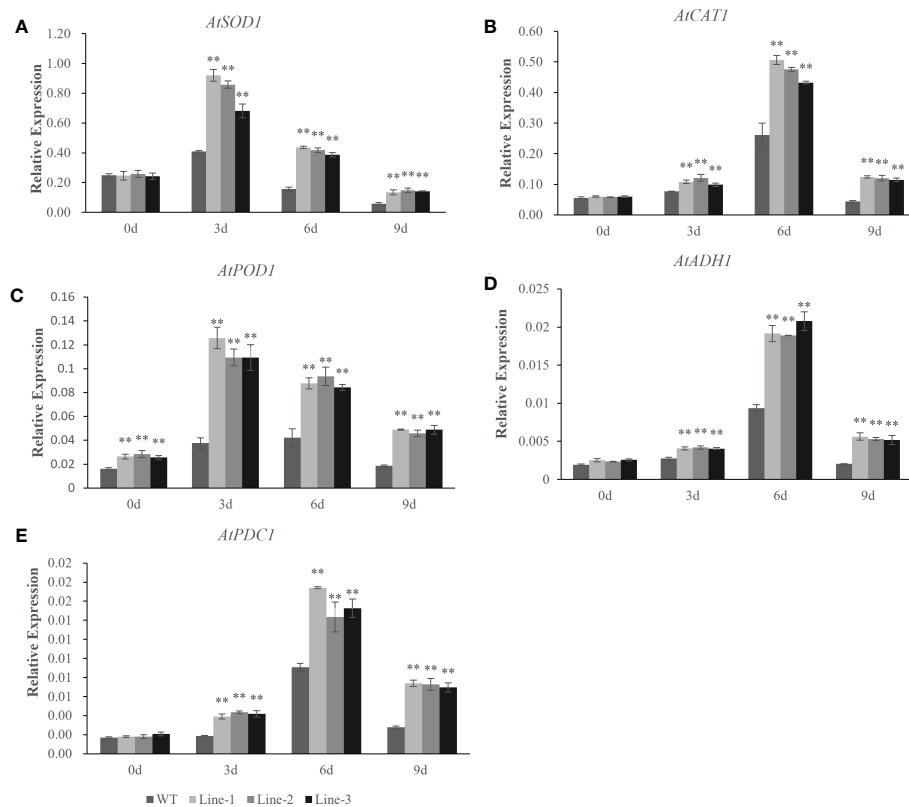 A
AtSOD1
Relative Expression
1.20
1.00
0.80
0.60
0.40
0.20
0.00
** ** **
** ** **
** ** **
0d 3d 6d 9d
B
AtCAT1
Relative Expression
0.60
0.50
0.40
0.30
0.20
0.10
0.00
** ** **
** ** **
** ** **
0d 3d 6d 9d
C
AtPOD1
Relative Expression
0.16
0.14
0.12
0.1
0.08
0.06
0.04
0.02
0
** ** **
** ** **
** ** **
** ** **
0d 3d 6d 9d
D
AtADH1
Relative Expression
0.025
0.02
0.015
0.01
0.005
0
** ** **
** ** **
** ** **
0d 3d 6d 9d
E
AtPDC1
Relative Expression
0.02
0.02
0.02
0.01
0.01
0.01
0.01
0.01
0.00
0.00
0.00
** ** **
** ** **
** ** **
0d 3d 6d 9d
WT Line-1 Line-2 Line-3